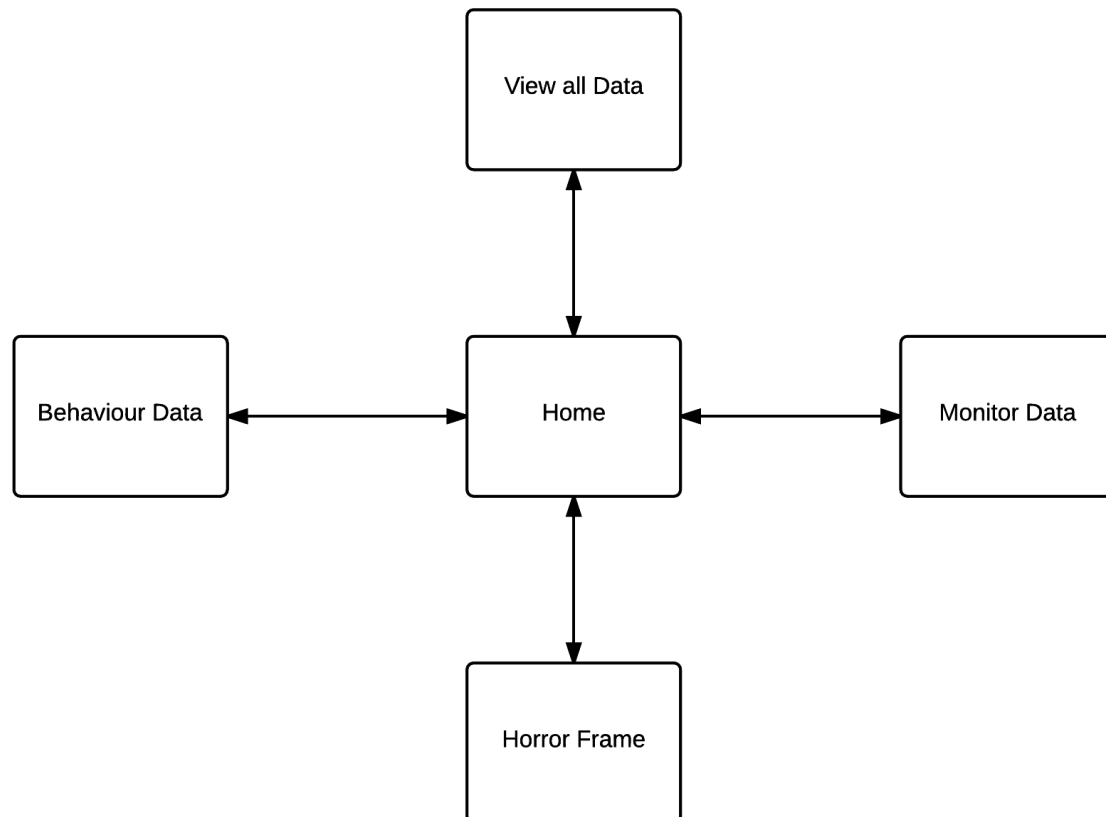 View all Data
Behaviour Data
Home
Monitor Data
Horror Frame